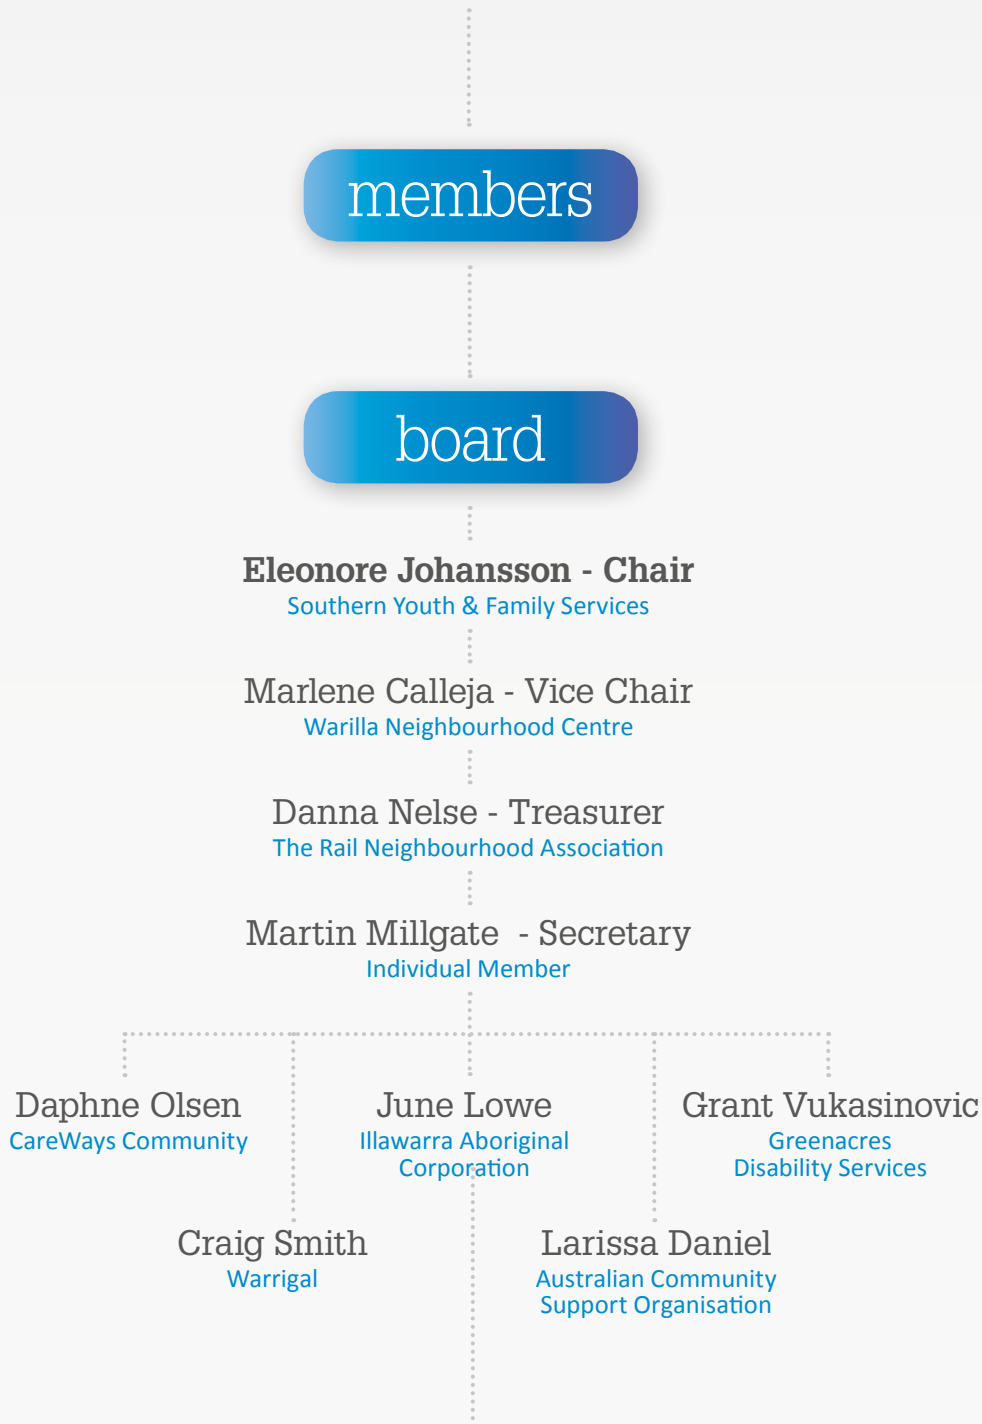 members
board
Eleonore Johansson - Chair
Southern Youth & Family Services
Marlene Calleja - Vice Chair
Warilla Neighbourhood Centre
Danna Nelse - Treasurer
The Rail Neighbourhood Association
Martin Millgate - Secretary
Individual Member
Daphne Olsen
CareWays Community
June Lowe
Illawarra Aboriginal
Corporation
Grant Vukasinovic
Greenacres
Disability Services
Craig Smith
Warrigal
Larissa Daniel
Australian Community
Support Organisation